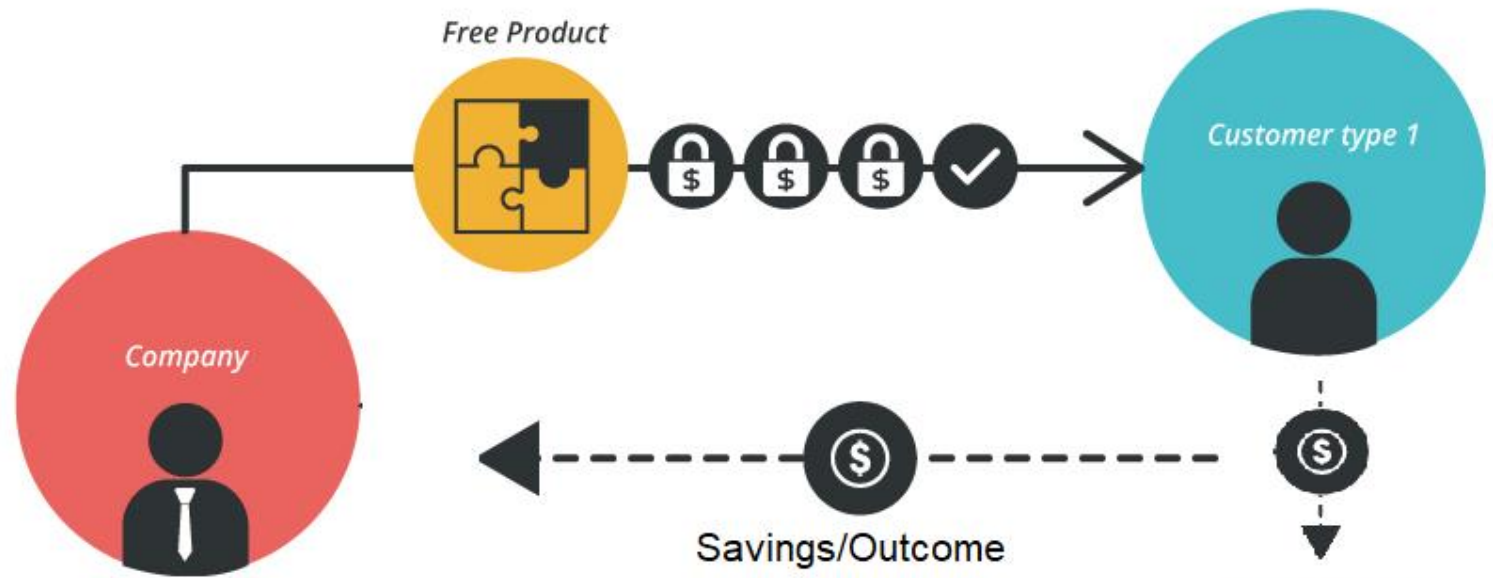 Free Product
$ $ $
Customer type 1
Company
$
$
Savings/Outcome